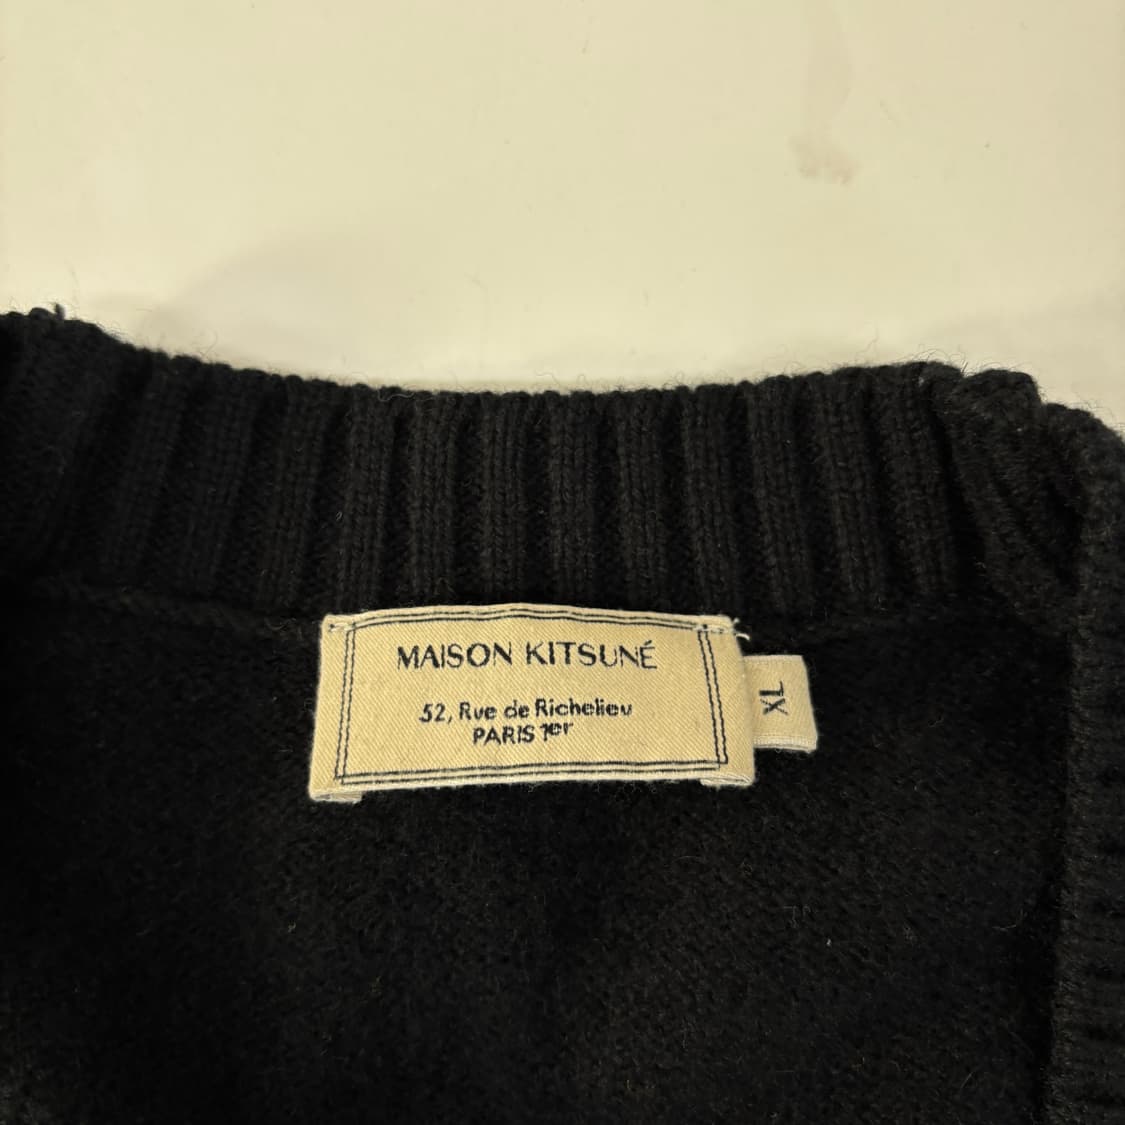 MAISON KITSUNÉ
52, Rue de Richelieu
PARIS 1er
XL